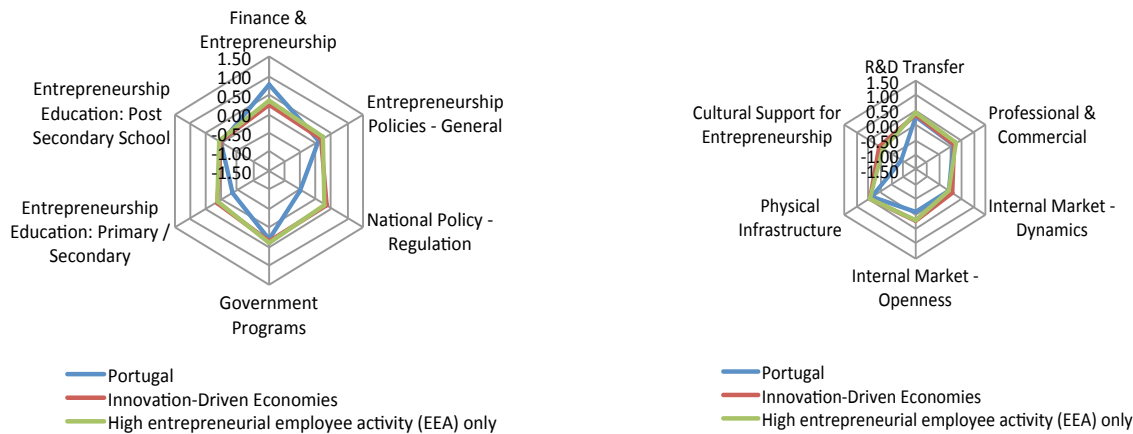 Finance &
Entrepreneurship
1.50
1.00
0.50
0.00
-0.50
-1.00
-1.50
Entrepreneurship
Policies - General
National Policy -
Regulation
Government
Programs
Entrepreneurship
Education: Primary /
Secondary
Entrepreneurship
Education: Post
Secondary School
Portugal
Innovation-Driven Economies
High entrepreneurial employee activity (EEA) only
R&D Transfer
1.50
1.00
0.50
0.00
-0.50
-1.00
-1.50
Professional &
Commercial
Internal Market -
Dynamics
Internal Market -
Openness
Physical
Infrastructure
Cultural Support for
Entrepreneurship
Portugal
Innovation-Driven Economies
High entrepreneurial employee activity (EEA) only